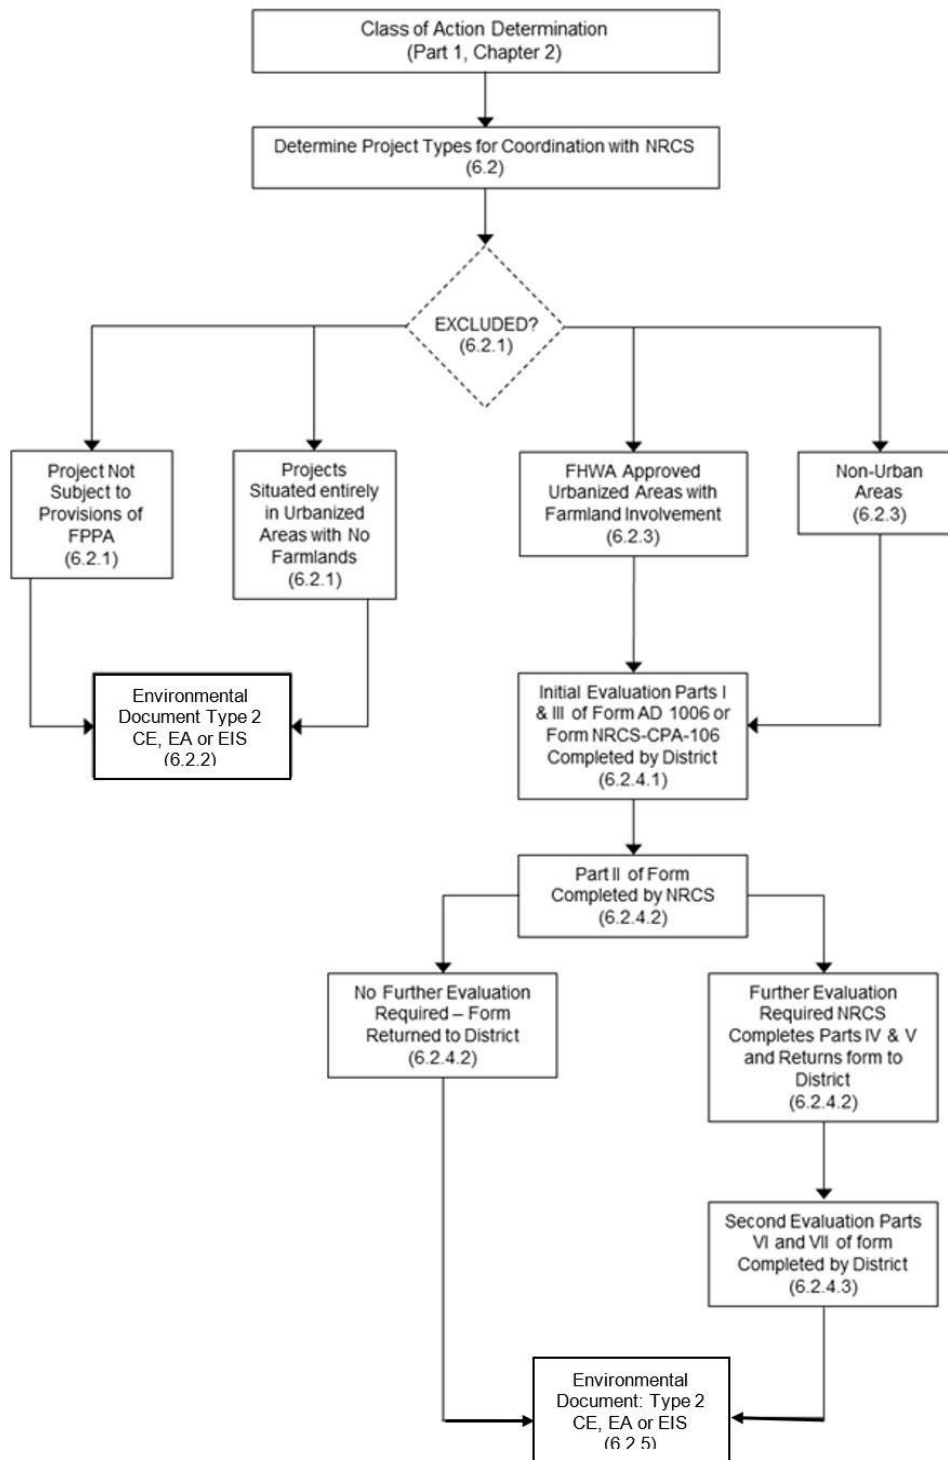 Class of Action Determination
(Part 1, Chapter 2)
Determine Project Types for Coordination with NRCS
(6.2)
EXCLUDED?
(6.2.1)
Project Not
Subject to
Provisions of
FPPA
(6.2.1)
Projects
Situated entirely
in Urbanized
Areas with No
Farmlands
(6.2.1)
FHWA Approved
Urbanized Areas with
Farmland Involvement
(6.2.3)
Non-Urban
Areas
(6.2.3)
Environmental
Document Type 2
CE, EA or EIS
(6.2.2)
Initial Evaluation Parts I
& III of Form AD 1006 or
Form NRCS-CPA-106
Completed by District
(6.2.4.1)
Part II of Form
Completed by NRCS
(6.2.4.2)
No Further Evaluation
Required – Form
Returned to District
(6.2.4.2)
Further Evaluation
Required NRCS
Completes Parts IV & V
and Returns form to
District
(6.2.4.2)
Second Evaluation Parts
VI and VII of form
Completed by District
(6.2.4.3)
Environmental
Document: Type 2
CE, EA or EIS
(6.2.5)